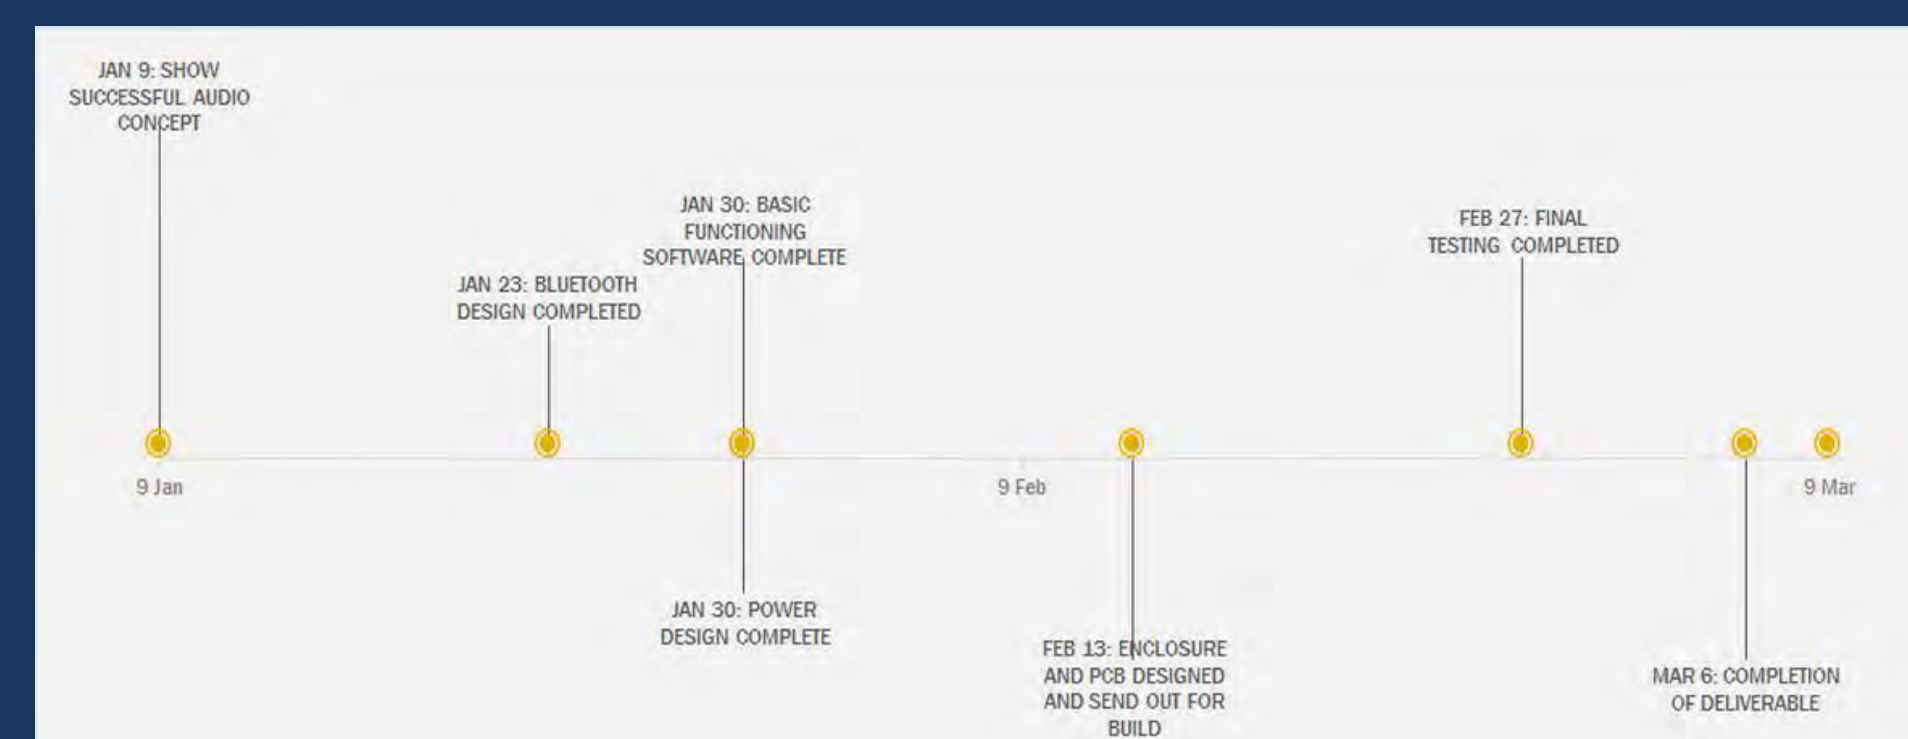 JAN 9: SHOW
SUCCESSFUL AUDIO
CONCEPT
JAN 23: BLUETOOTH
DESIGN COMPLETED
JAN 30: BASIC
FUNCTIONING
SOFTWARE COMPLETE
FEB 27: FINAL
TESTING COMPLETED
9 Jan
9 Feb
9 Mar
JAN 30: POWER
DESIGN COMPLETE
FEB 13: ENCLOSURE
AND PCB DESIGNED
AND SEND OUT FOR
BUILD
MAR 6: COMPLETION
OF DELIVERABLE